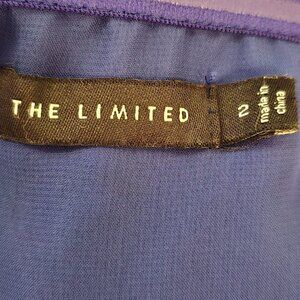 THE LIMITED
2
made in
china